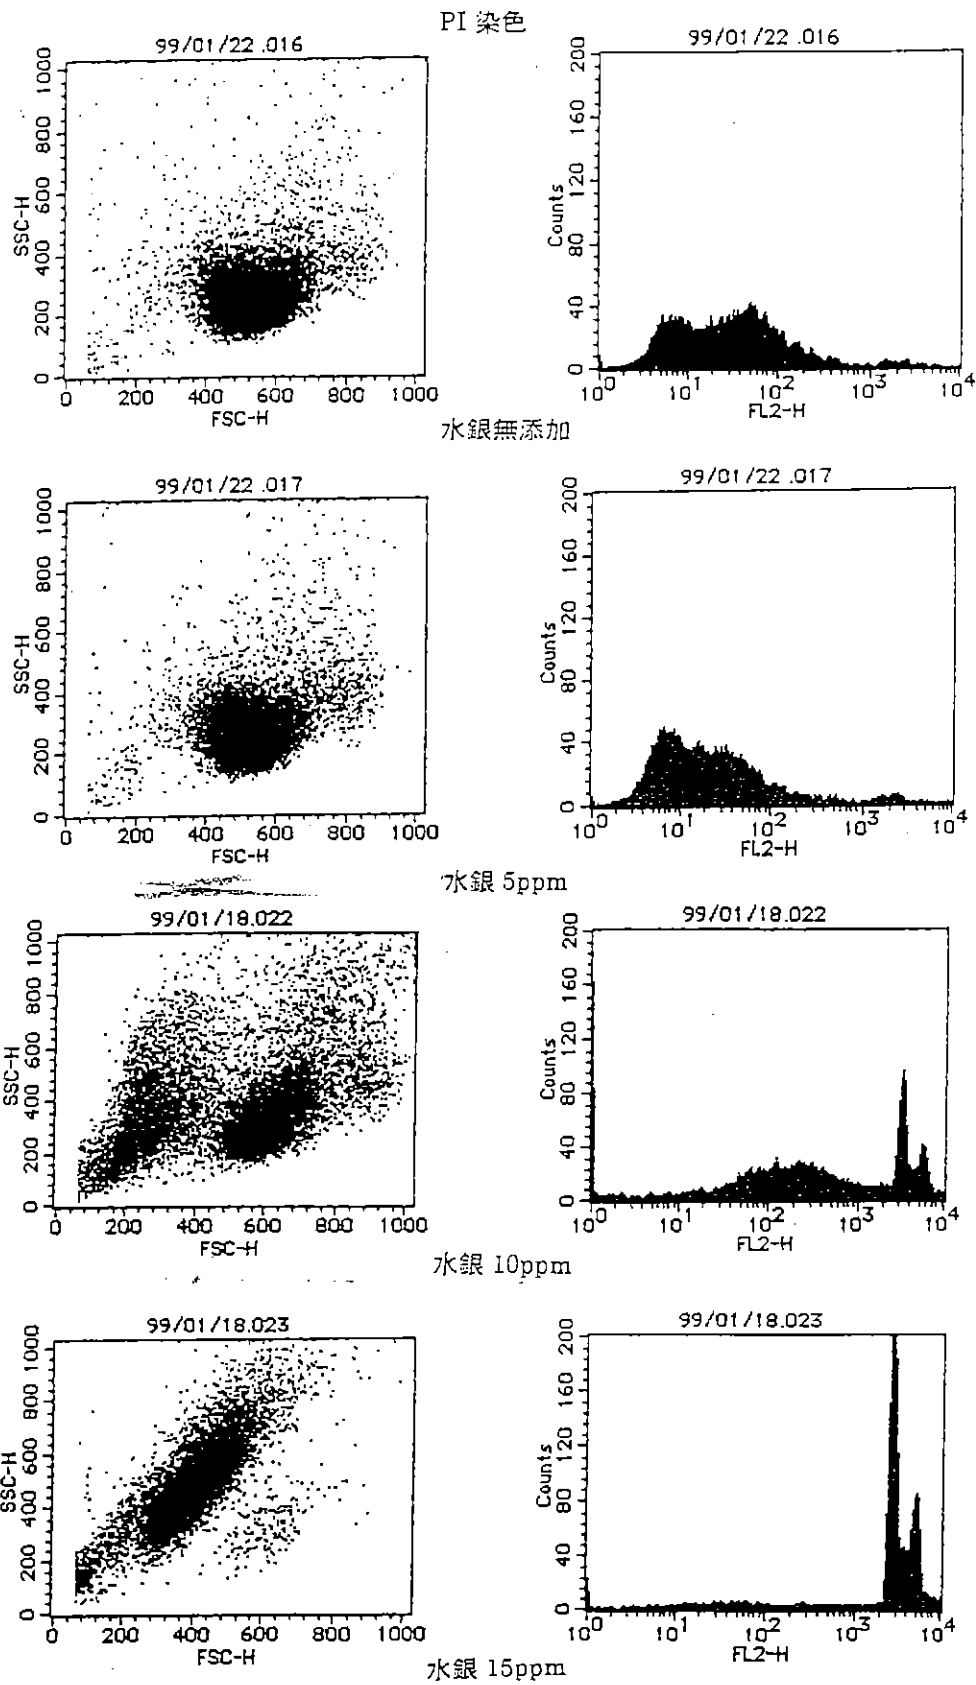 PI 染色
99/01/22 .016
99/01/22 .016
SSC-H
1000
800
600
400
200
0
0 200 400 600 800 1000
FSC-H
Counts
200
160
120
80
40
0
10^0 10^1 10^2 10^3 10^4
FL2-H
水銀無添加
99/01/22 .017
99/01/22 .017
SSC-H
1000
800
600
400
200
0
0 200 400 600 800 1000
FSC-H
Counts
200
160
120
80
40
0
10^0 10^1 10^2 10^3 10^4
FL2-H
水銀 5ppm
99/01/18.022
99/01/18.022
SSC-H
1000
800
600
400
200
0
0 200 400 600 800 1000
FSC-H
Counts
200
160
120
80
40
0
10^0 10^1 10^2 10^3 10^4
FL2-H
水銀 10ppm
99/01/18.023
99/01/18.023
SSC-H
1000
800
600
400
200
0
0 200 400 600 800 1000
FSC-H
Counts
200
160
120
80
40
0
10^0 10^1 10^2 10^3 10^4
FL2-H
水銀 15ppm